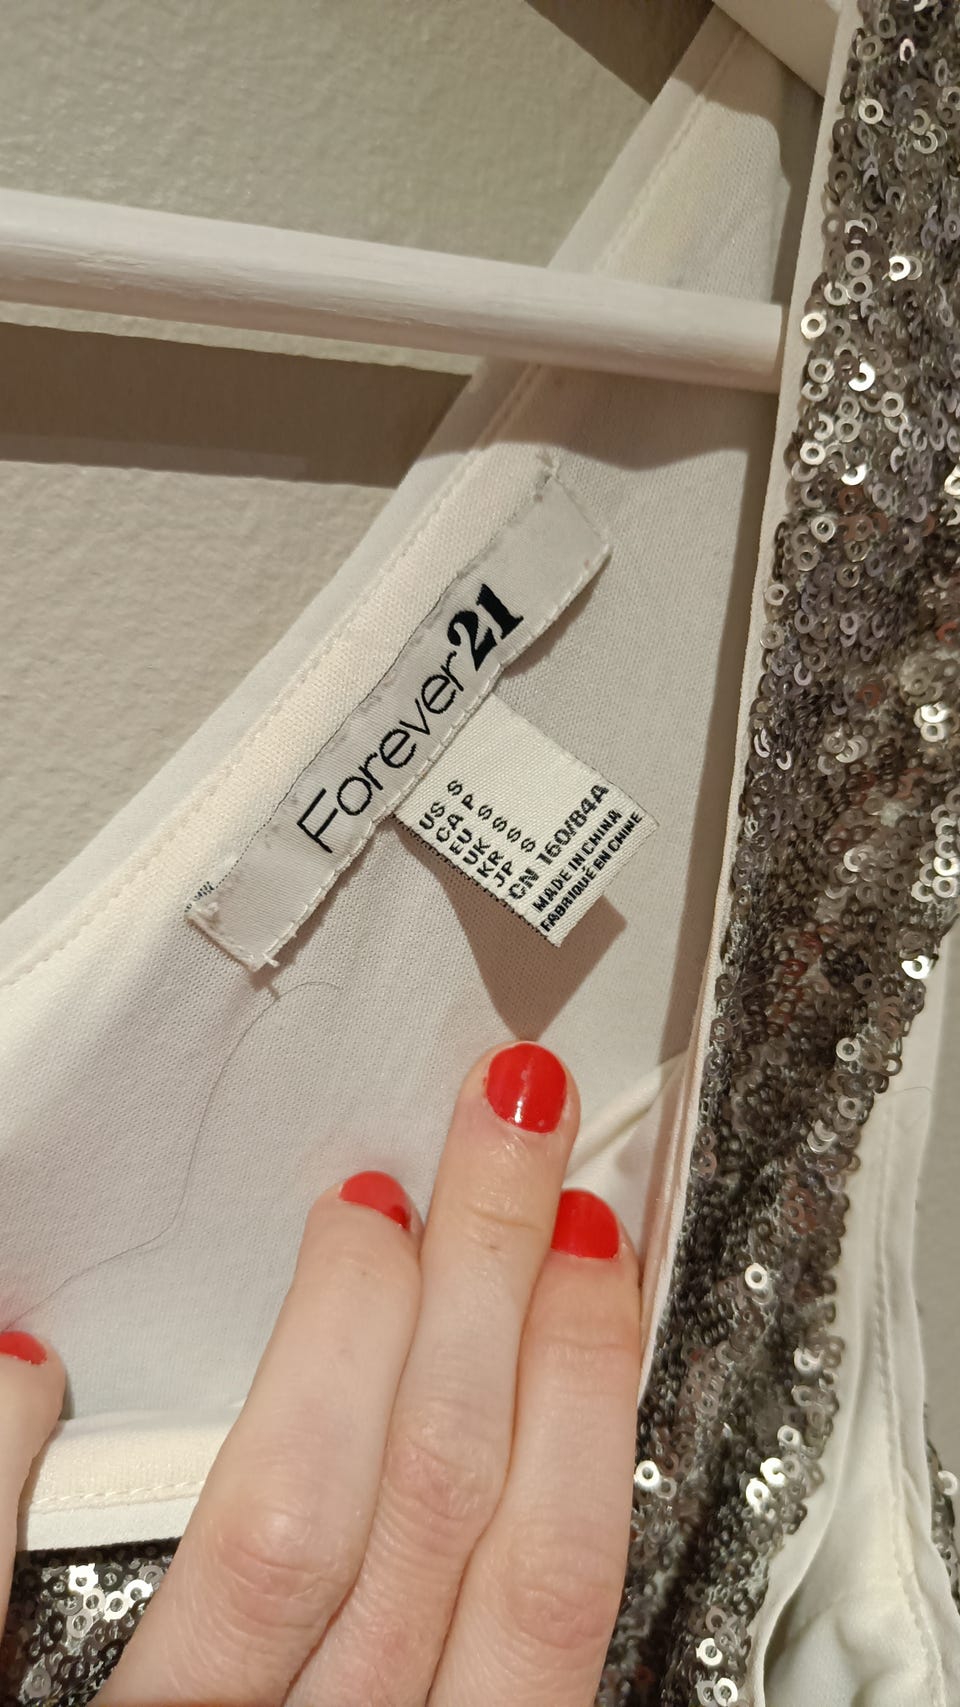 Forever21
US S
CA P
EU S
UK S
KR S
JP S
CN 160/84A
MADE IN CHINA
FABRIQUÉ EN CHINE